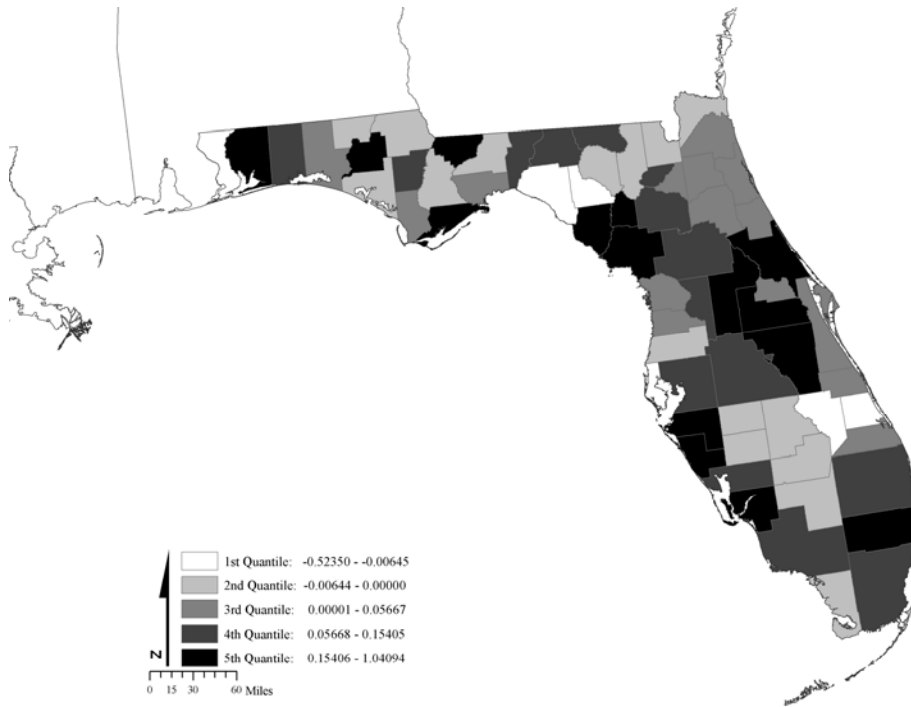 1st Quantile: -0.52350 - -0.00645
2nd Quantile: -0.00644 - 0.00000
3rd Quantile: 0.00001 - 0.05667
4th Quantile: 0.05668 - 0.15405
5th Quantile: 0.15406 - 1.04094
N
0 15 30 60 Miles